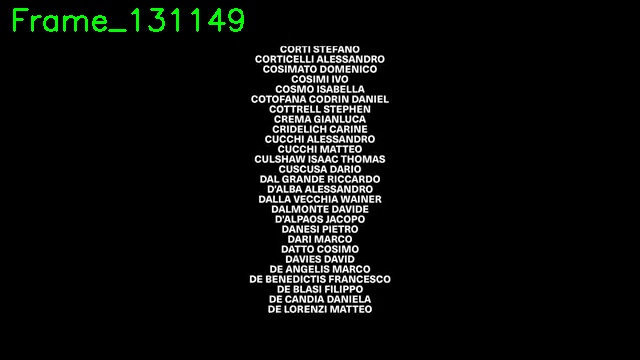 Frame_131149
CORTI STEFANO
CORTICELLI ALESSANDRO
COSIMATO DOMENICO
COSIMI IVO
COSMO ISABELLA
COTOFANA CODRIN DANIEL
COTTRELL STEPHEN
CREMA GIANLUCA
CRIDELICH CARINE
CUCCHI ALESSANDRO
CUCCHI MATTEO
CULSHAW ISAAC THOMAS
CUSCUSA DARIO
DAL GRANDE RICCARDO
D'ALBA ALESSANDRO
DALLA VECCHIA WAINER
DALMONTE DAVIDE
D'ALPAOS JACOPO
DANESI PIETRO
DARI MARCO
DATTO COSIMO
DAVIES DAVID
DE ANGELIS MARCO
DE BENEDICTIS FRANCESCO
DE BLASI FILIPPO
DE CANDIA DANIELA
DE LORENZI MATTEO